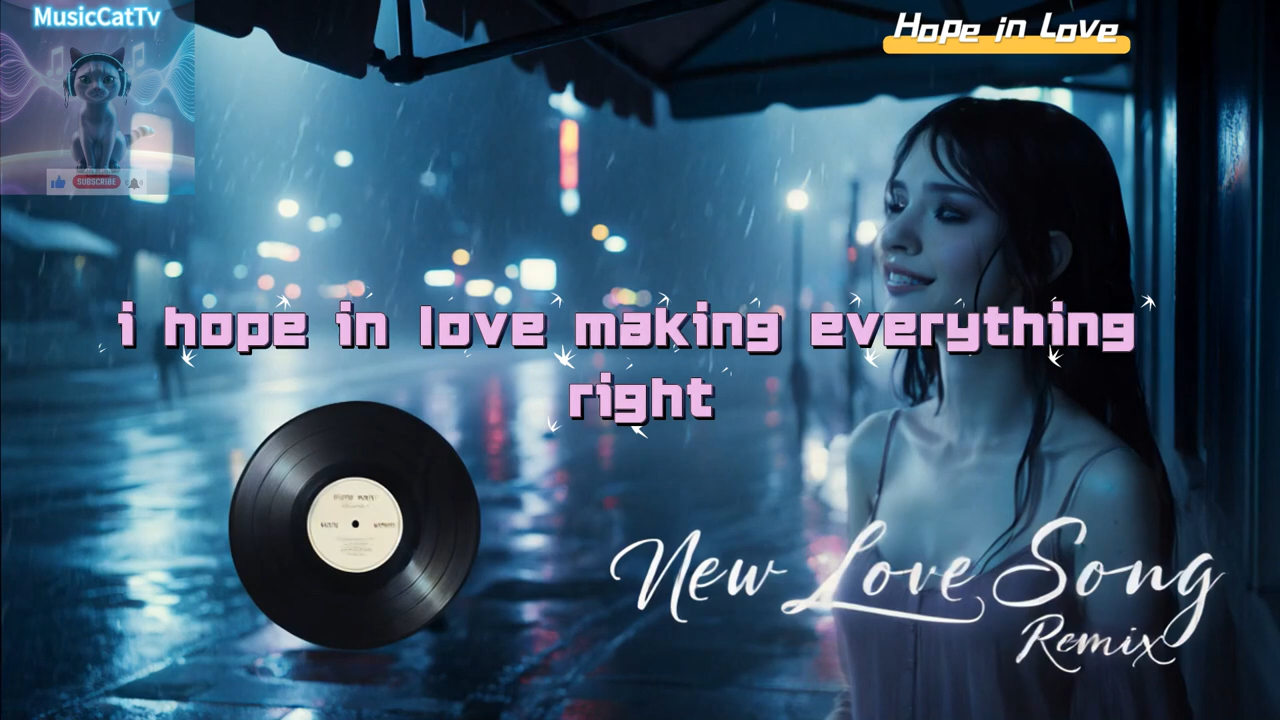 MusicCatTv
Hope in Love
SUBSCRIBE
i hope in love making everything
right
New Love Song
Remix